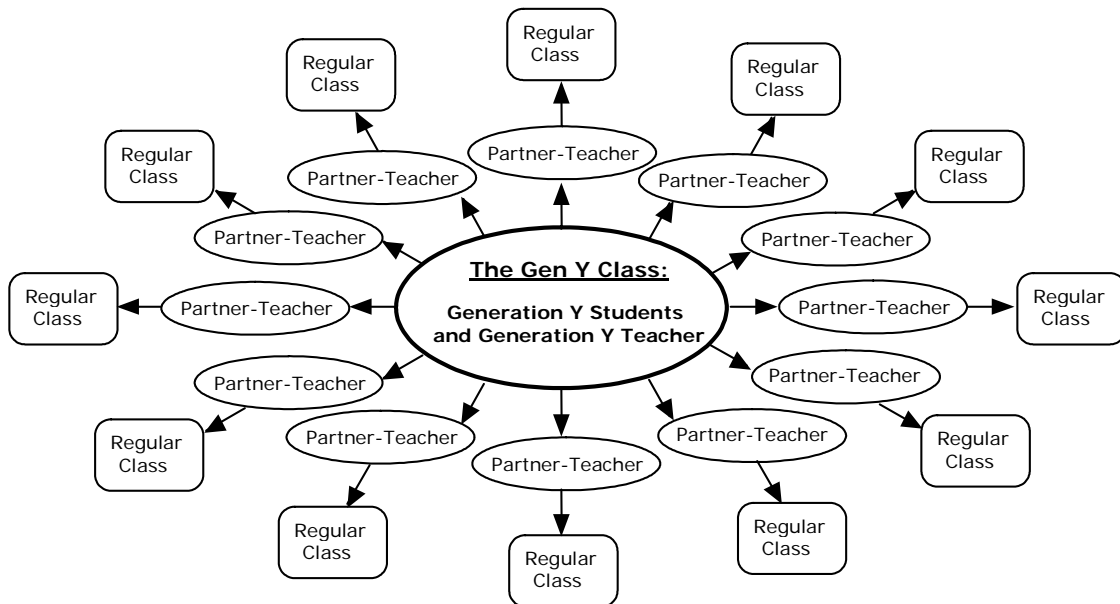 Regular
Class
Regular
Class
Regular
Class
Partner-Teacher
Regular
Class
Partner-Teacher
Partner-Teacher
Regular
Class
Partner-Teacher
Partner-Teacher
The Gen Y Class:
Regular
Class
Partner-Teacher
Generation Y Students
and Generation Y Teacher
Partner-Teacher
Regular
Class
Partner-Teacher
Partner-Teacher
Regular
Class
Partner-Teacher
Partner-Teacher
Regular
Class
Partner-Teacher
Regular
Class
Regular
Class
Regular
Class